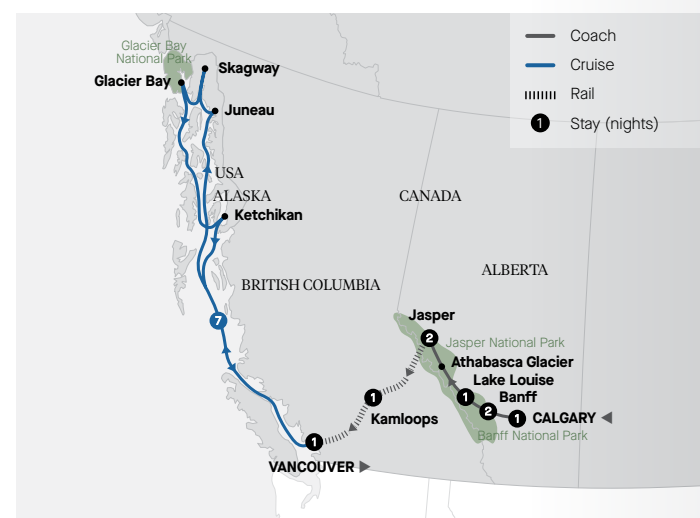 Coach
Cruise
Rail
1 Stay (nights)
Glacier Bay
National Park
Glacier Bay
Skagway
Juneau
USA
ALASKA
CANADA
Ketchikan
ALBERTA
BRITISH COLUMBIA
7
Jasper
2
Jasper National Park
Athabasca Glacier
Lake Louise
1
Banff
2
1 CALGARY
Banff National Park
1
Kamloops
1
VANCOUVER